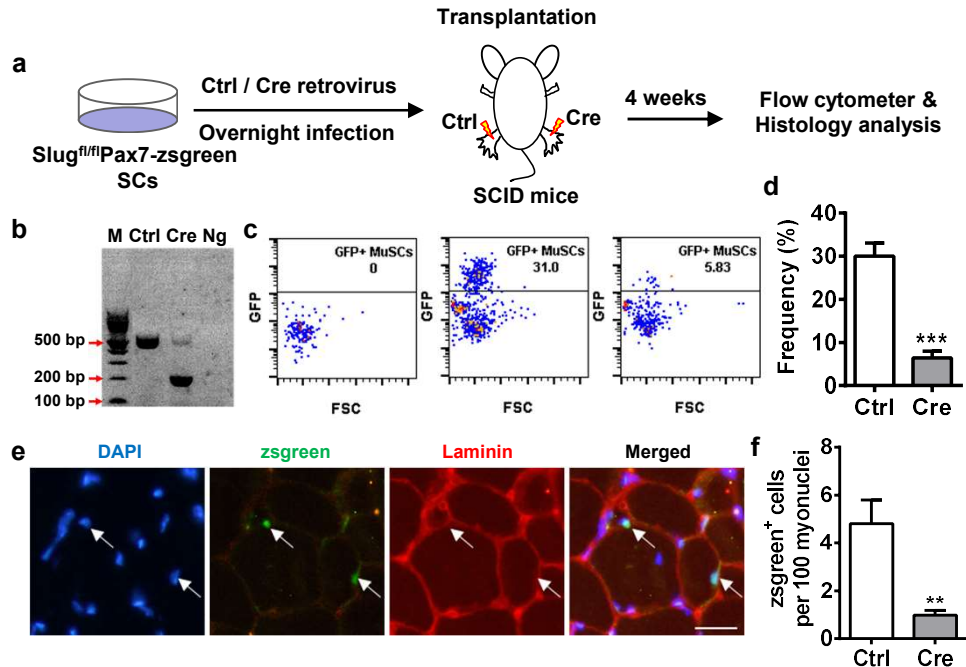 a
Ctrl / Cre retrovirus
Overnight infection
Slug^fl/fl Pax7-zsgreen
SCs
Transplantation
Ctrl
Cre
SCID mice
4 weeks
Flow cytometer &
Histology analysis
b
M Ctrl Cre Ng
500 bp
200 bp
100 bp
c
GFP+ MuSCs
0
GFP
FSC
GFP+ MuSCs
31.0
GFP
FSC
GFP+ MuSCs
5.83
GFP
FSC
d
Frequency (%)
40
30
20
10
0
***
Ctrl Cre
e
DAPI
zsgreen
Laminin
Merged
f
zsgreen+ cells
per 100 myonuclei
8
6
4
2
0
**
Ctrl Cre